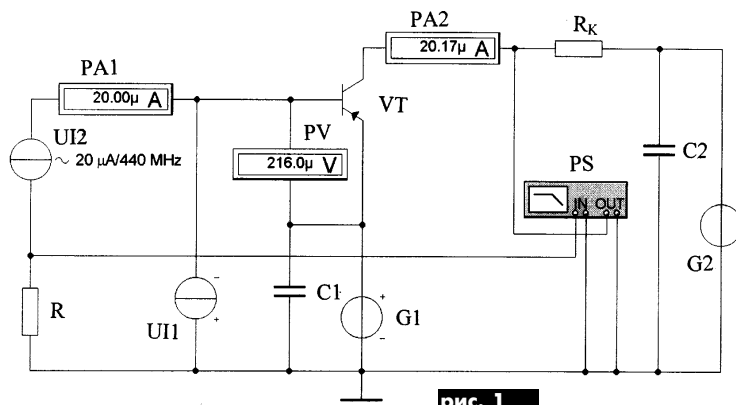 PA2
20.17µ A
R_K
PA1
20.00µ A
VT
UI2
~ 20 µA/440 MHz
PV
216.0µ V
C2
PS
IN OUT
G2
R
−
UI1
+
C1
+
G1
−
рис. 1